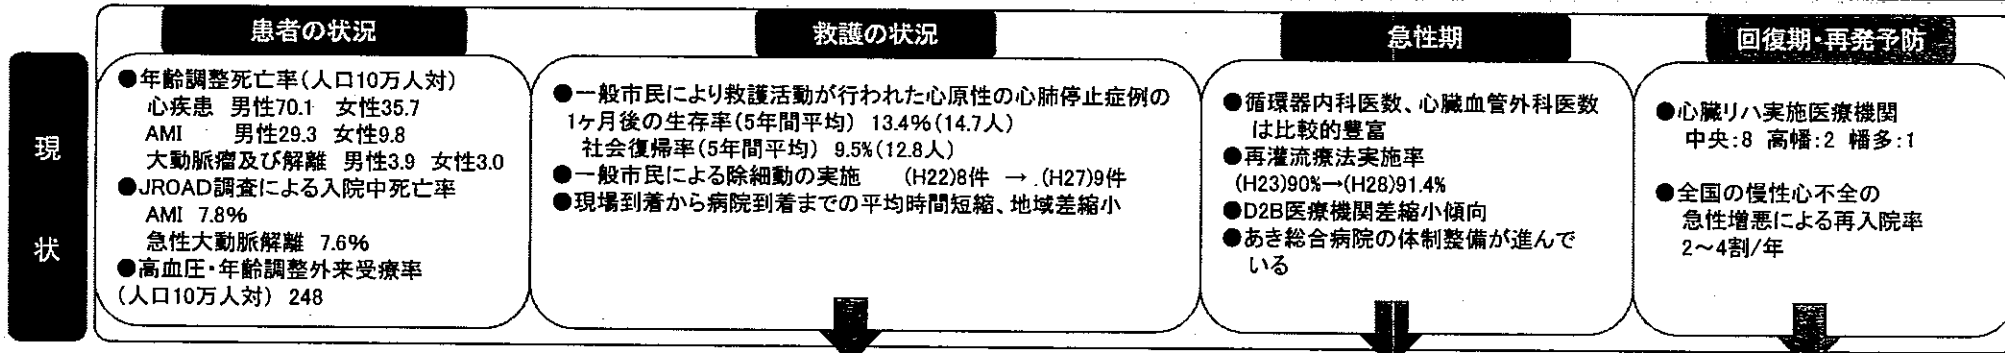 現状
患者の状況
●年齢調整死亡率(人口10万人対)
心疾患 男性70.1 女性35.7
AMI 男性29.3 女性9.8
大動脈瘤及び解離 男性3.9 女性3.0
●JROAD調査による入院中死亡率
AMI 7.8%
急性大動脈解離 7.6%
●高血圧・年齢調整外来受療率
(人口10万人対) 248
救護の状況
●一般市民により救護活動が行われた心原性の心肺停止症例の
1ヶ月後の生存率(5年間平均) 13.4%(14.7人)
社会復帰率(5年間平均) 9.5%(12.8人)
●一般市民による除細動の実施 (H22)8件 → (H27)9件
●現場到着から病院到着までの平均時間短縮、地域差縮小
急性期
●循環器内科医数、心臓血管外科医数
は比較的豊富
●再灌流療法実施率
(H23)90%→(H28)91.4%
●D2B医療機関差縮小傾向
●あき総合病院の体制整備が進んで
いる
回復期・再発予防
●心臓リハ実施医療機関
中央:8 高幡:2 幡多:1
●全国の慢性心不全の
急性増悪による再入院率
2～4割/年